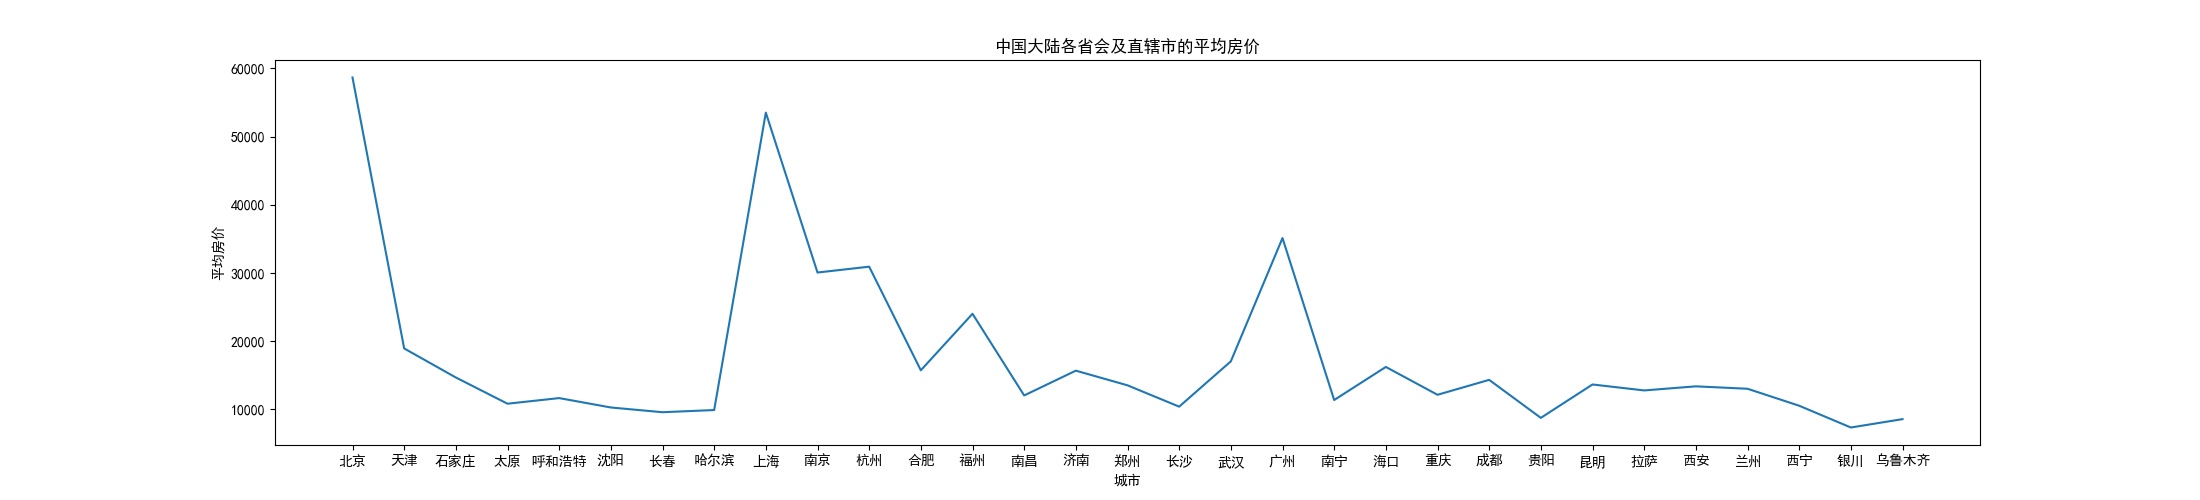 中国大陆各省会及直辖市的平均房价
60000
50000
40000
30000
20000
10000
平均房价
北京 天津 石家庄 太原 呼和浩特 沈阳 长春 哈尔滨 上海 南京 杭州 合肥 福州 南昌 济南 郑州 长沙 武汉 广州 南宁 海口 重庆 成都 贵阳 昆明 拉萨 西安 兰州 西宁 银川 乌鲁木齐
城市